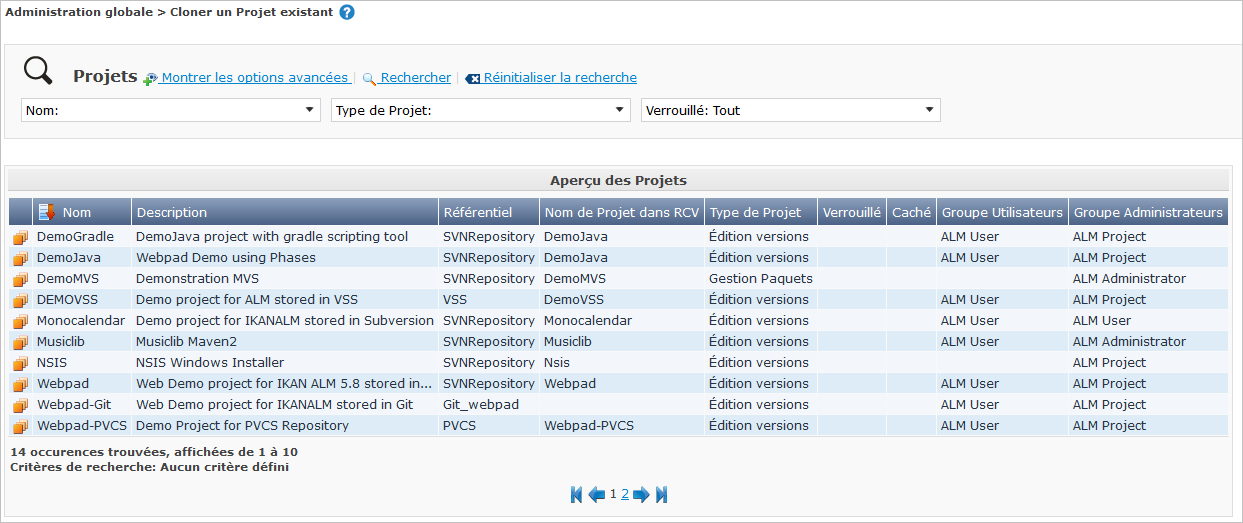 Administration globale > Cloner un Projet existant ?
Projets Montrer les options avancées | Rechercher | Réinitialiser la recherche
Nom: Type de Projet: Verrouillé: Tout
Aperçu des Projets
Nom Description Référentiel Nom de Projet dans RCV Type de Projet Verrouillé Caché Groupe Utilisateurs Groupe Administrateurs
DemoGradle DemoJava project with gradle scripting tool SVNRepository DemoJava Édition versions ALM User ALM Project
DemoJava Webpad Demo using Phases SVNRepository DemoJava Édition versions ALM User ALM Project
DemoMVS Demonstration MVS SVNRepository DemoMVS Gestion Paquets ALM Administrator
DEMOVSS Demo project for ALM stored in VSS VSS DemoVSS Édition versions ALM User ALM Project
Monocalendar Demo project for IKANALM stored in Subversion SVNRepository Monocalendar Édition versions ALM User ALM User
Musiclib Musiclib Maven2 SVNRepository Musiclib Édition versions ALM User ALM Administrator
NSIS NSIS Windows Installer SVNRepository Nsis Édition versions ALM Project
Webpad Web Demo project for IKAN ALM 5.8 stored in... SVNRepository Webpad Édition versions ALM User ALM Project
Webpad-Git Web Demo project for IKANALM stored in Git Git_webpad Édition versions ALM User ALM Project
Webpad-PVCS Demo Project for PVCS Repository PVCS Webpad-PVCS Édition versions ALM User ALM Project
14 occurences trouvées, affichées de 1 à 10
Critères de recherche: Aucun critère défini
1 2